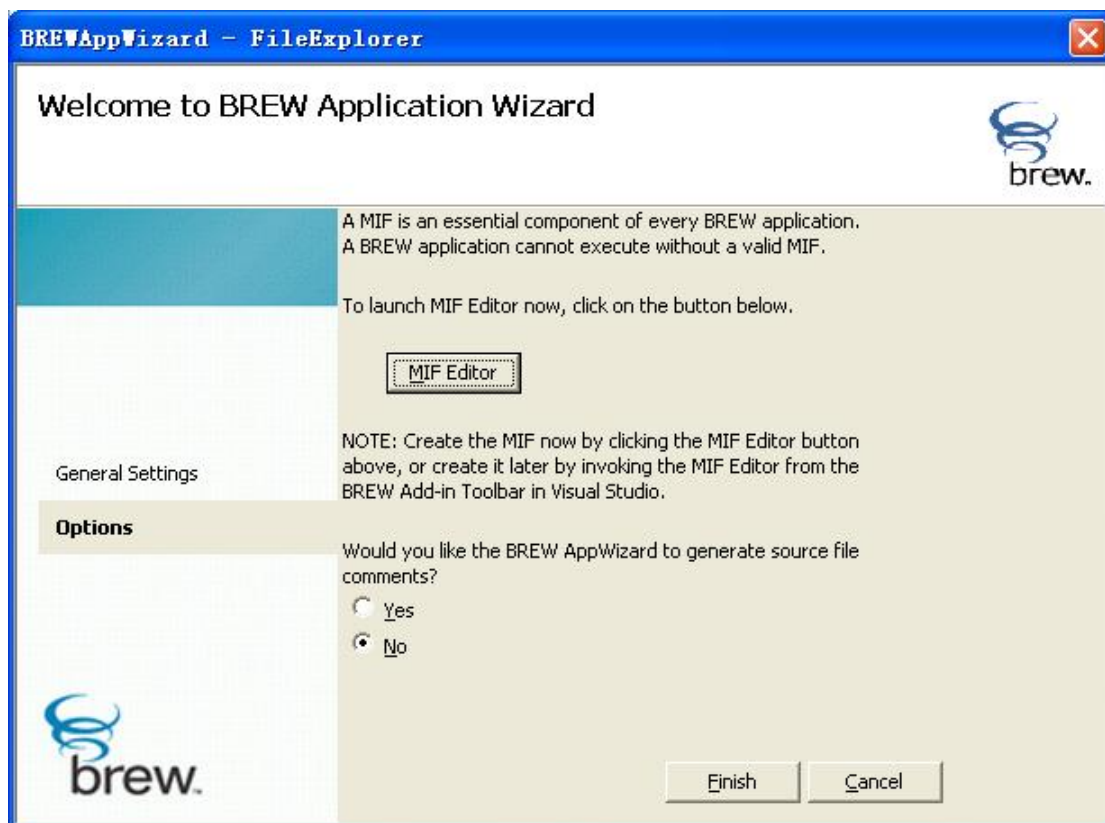 BREWAppWizard - FileExplorer
Welcome to BREW Application Wizard
brew.
A MIF is an essential component of every BREW application.
A BREW application cannot execute without a valid MIF.
To launch MIF Editor now, click on the button below.
MIF Editor
NOTE: Create the MIF now by clicking the MIF Editor button
above, or create it later by invoking the MIF Editor from the
BREW Add-in Toolbar in Visual Studio.
General Settings
Options
Would you like the BREW AppWizard to generate source file
comments?
Yes
No
brew.
Finish
Cancel